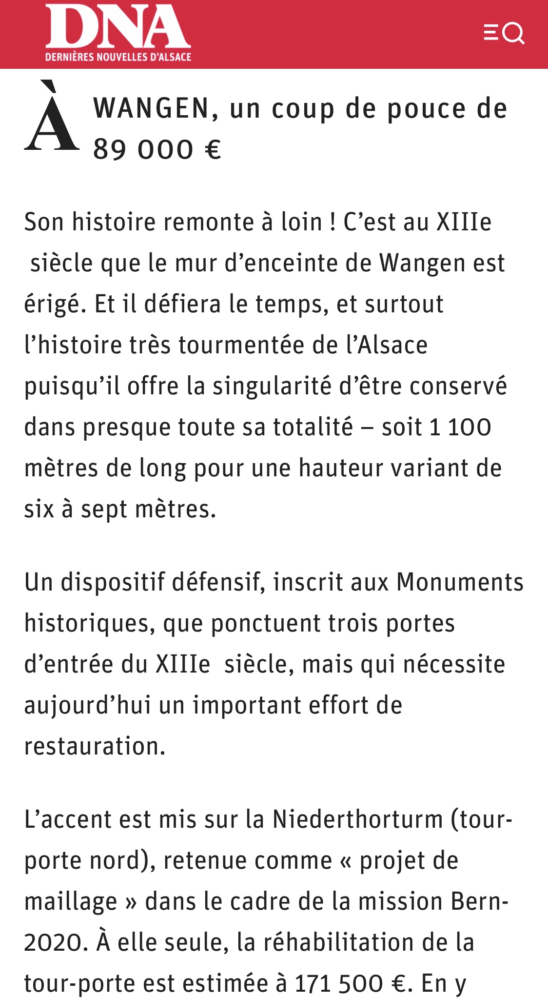 DNA
DERNIÈRES NOUVELLES D’ALSACE
À WANGEN, un coup de pouce de
89 000 €
Son histoire remonte à loin ! C’est au XIIIe
siècle que le mur d’enceinte de Wangen est
érigé. Et il défiera le temps, et surtout
l’histoire très tourmentée de l’Alsace
puisqu’il offre la singularité d’être conservé
dans presque toute sa totalité – soit 1 100
mètres de long pour une hauteur variant de
six à sept mètres.
Un dispositif défensif, inscrit aux Monuments
historiques, que ponctuent trois portes
d’entrée du XIIIe siècle, mais qui nécessite
aujourd’hui un important effort de
restauration.
L’accent est mis sur la Niederthorturm (tour-
porte nord), retenue comme « projet de
maillage » dans le cadre de la mission Bern-
2020. À elle seule, la réhabilitation de la
tour-porte est estimée à 171 500 €. En y